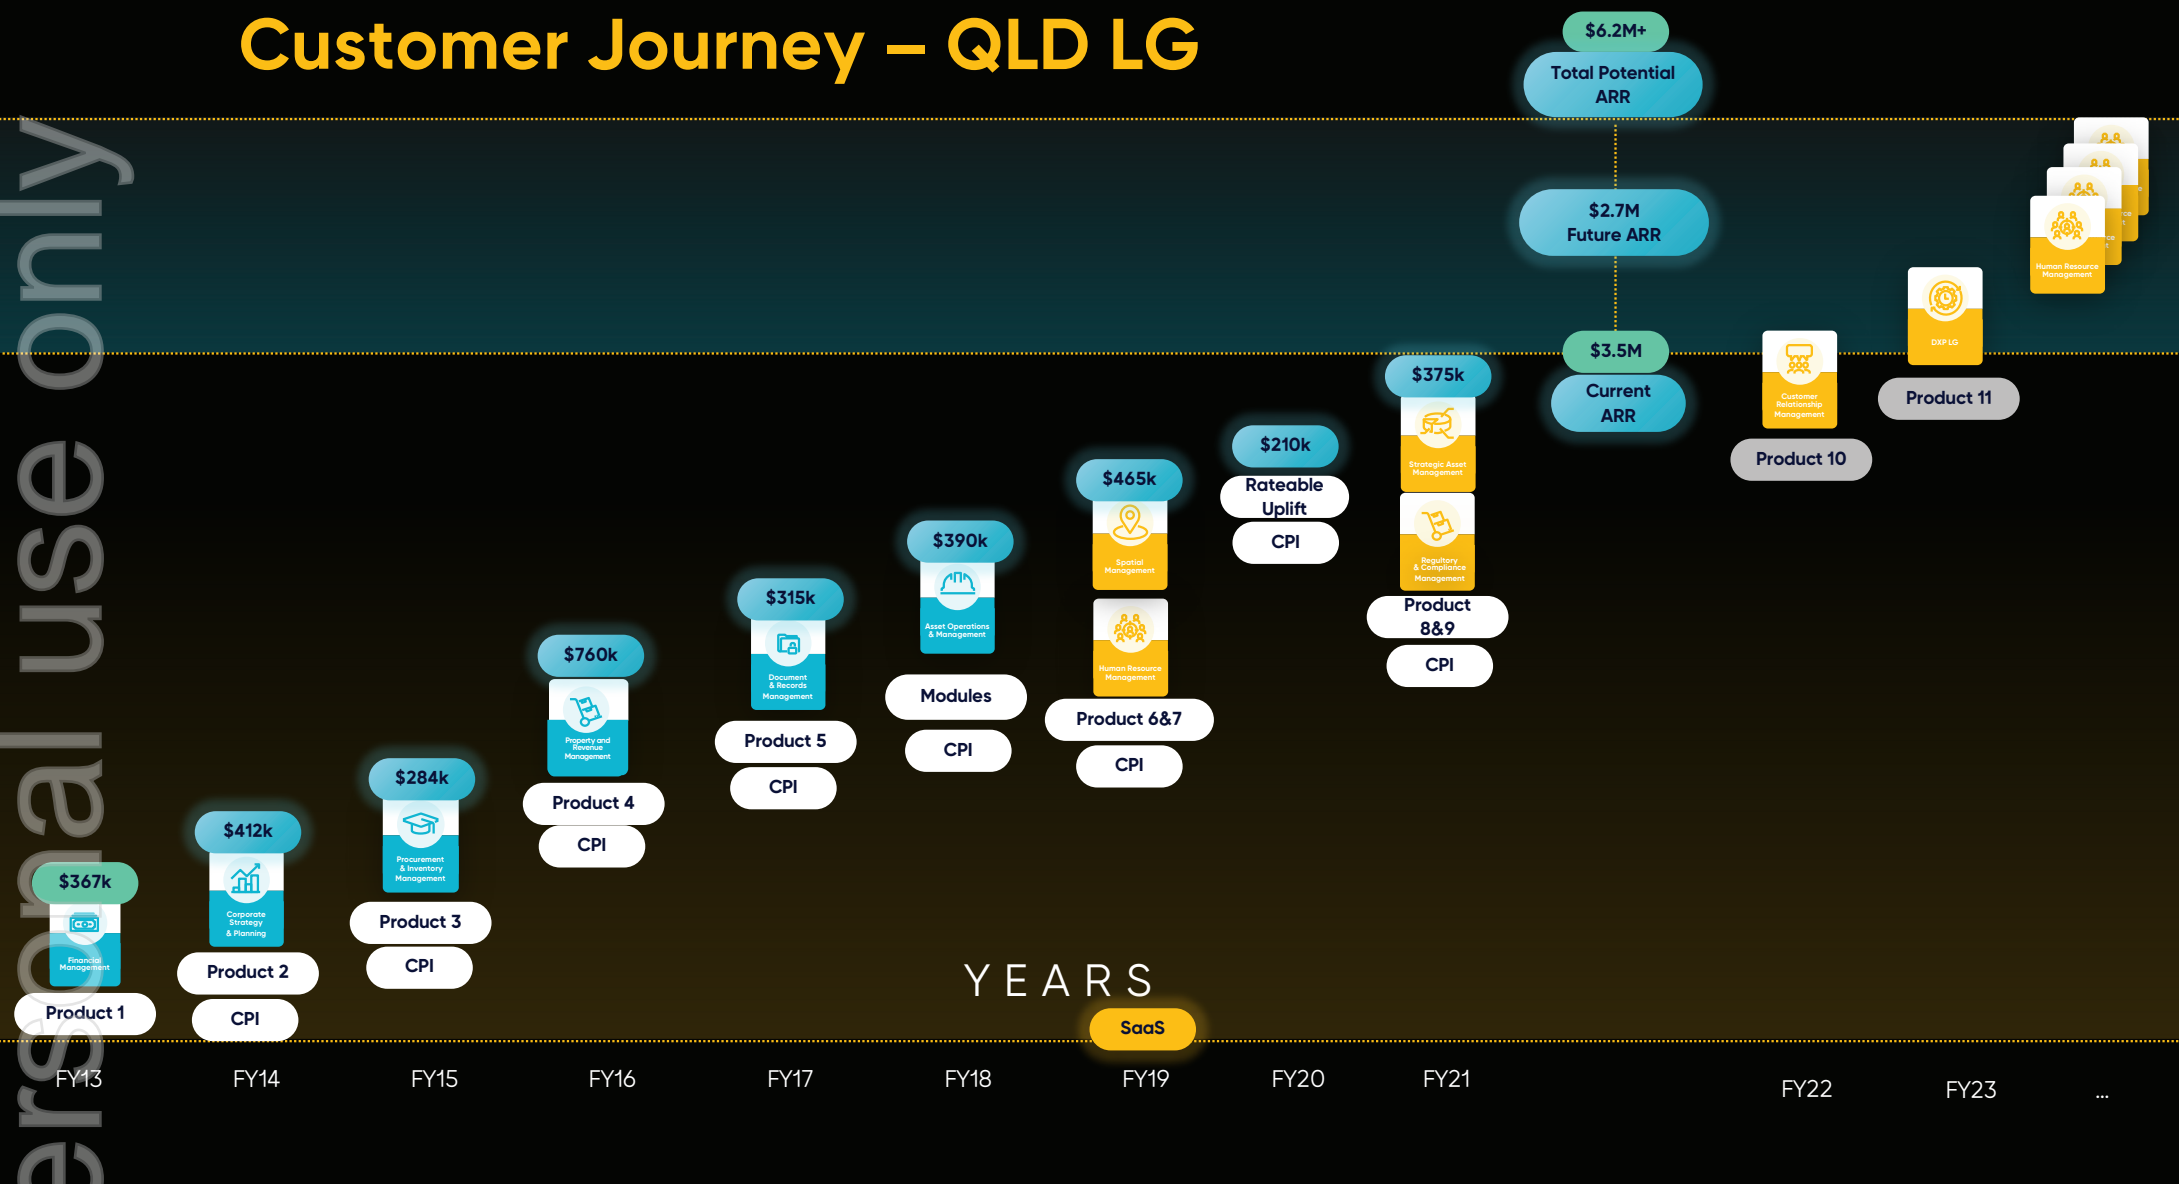 Customer Journey – QLD LG
$6.2M+
Total Potential
ARR
$2.7M
Future ARR
$3.5M
Current
ARR
$367k
Financial
Management
Product 1
$412k
Corporate
Strategy
& Planning
Product 2
CPI
$284k
Procurement
& Inventory
Management
Product 3
CPI
$760k
Property and
Revenue
Management
Product 4
CPI
$315k
Document
& Records
Management
Product 5
CPI
$390k
Asset Operations
& Management
Modules
CPI
$465k
Spatial
Management
Human Resource
Management
Product 6&7
CPI
$210k
Rateable
Uplift
CPI
$375k
Strategic Asset
Management
Regultory
& Compliance
Management
Product
8&9
CPI
Customer
Relationship
Management
Product 10
DXP LG
Product 11
Human Resource
Management
YEARS
SaaS
FY13
FY14
FY15
FY16
FY17
FY18
FY19
FY20
FY21
FY22
FY23
...
ersonal use only